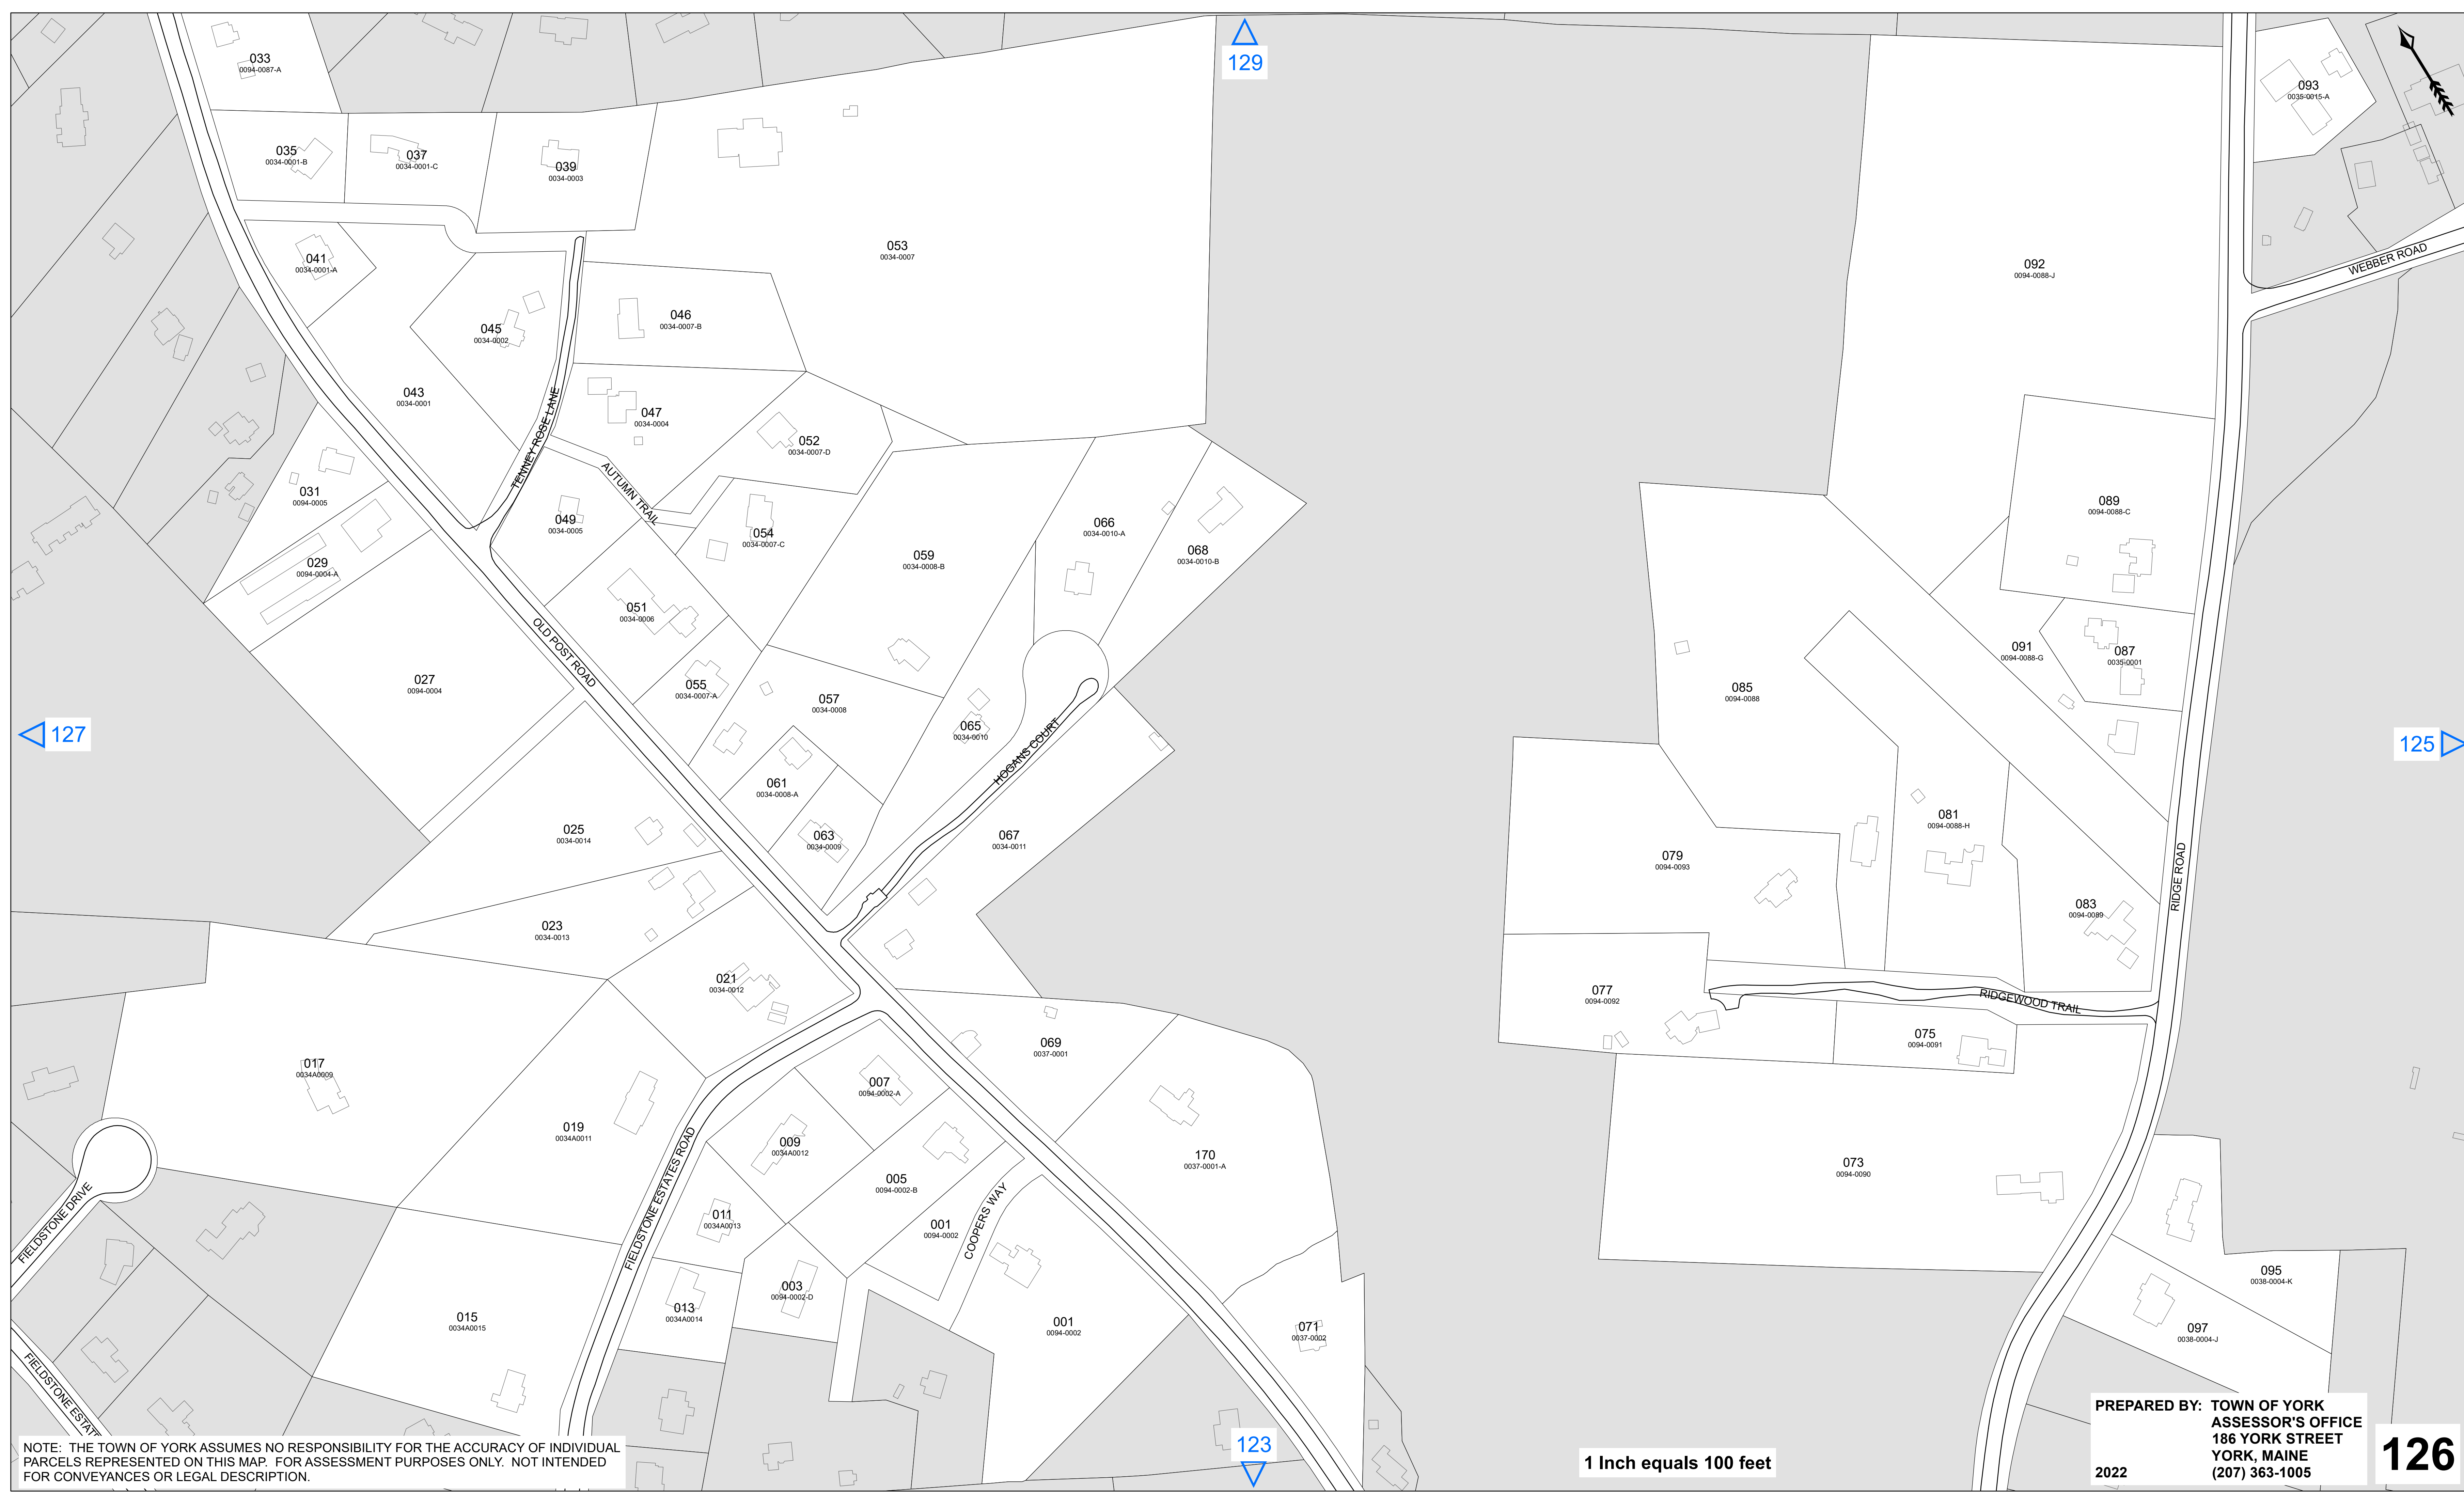 129
033
0094-0087-A
093
0035-0015-A
035
0034-0001-B
037
0034-0001-C
039
0034-0003
053
0034-0007
092
0094-0088-J
WEBBER ROAD
041
0034-0001-A
046
0034-0007-B
045
0034-0002
043
0034-0001
TENNEY ROSE LANE
047
0034-0004
052
0034-0007-D
AUTUMN TRAIL
031
0094-0005
049
0034-0005
054
0034-0007-C
066
0034-0010-A
068
0034-0010-B
059
0034-0008-B
089
0094-0088-C
029
0094-0004-A
051
0034-0006
OLD POST ROAD
091
0094-0088-G
087
0035-0001
027
0094-0004
055
0034-0007-A
057
0034-0008
085
0094-0088
065
0034-0010
HOGANS COURT
127
125
061
0034-0008-A
025
0034-0014
063
0034-0009
067
0034-0011
081
0094-0088-H
079
0094-0093
RIDGE ROAD
083
0094-0089
023
0034-0013
021
0034-0012
077
0094-0092
RIDGEWOOD TRAIL
075
0094-0091
069
0037-0001
017
0034A0009
007
0094-0002-A
019
0034A0011
009
0034A0012
170
0037-0001-A
073
0094-0090
005
0094-0002-B
FIELDSTONE DRIVE
FIELDSTONE ESTATES ROAD
011
0034A0013
001
0094-0002
COOPERS WAY
095
0038-0004-K
003
0094-0002-D
013
0034A0014
015
0034A0015
001
0094-0002
071
0037-0002
097
0038-0004-J
FIELDSTONE ESTATE
123
NOTE: THE TOWN OF YORK ASSUMES NO RESPONSIBILITY FOR THE ACCURACY OF INDIVIDUAL
PARCELS REPRESENTED ON THIS MAP. FOR ASSESSMENT PURPOSES ONLY. NOT INTENDED
FOR CONVEYANCES OR LEGAL DESCRIPTION.
1 Inch equals 100 feet
PREPARED BY: TOWN OF YORK
ASSESSOR'S OFFICE
186 YORK STREET
YORK, MAINE
2022 (207) 363-1005
126